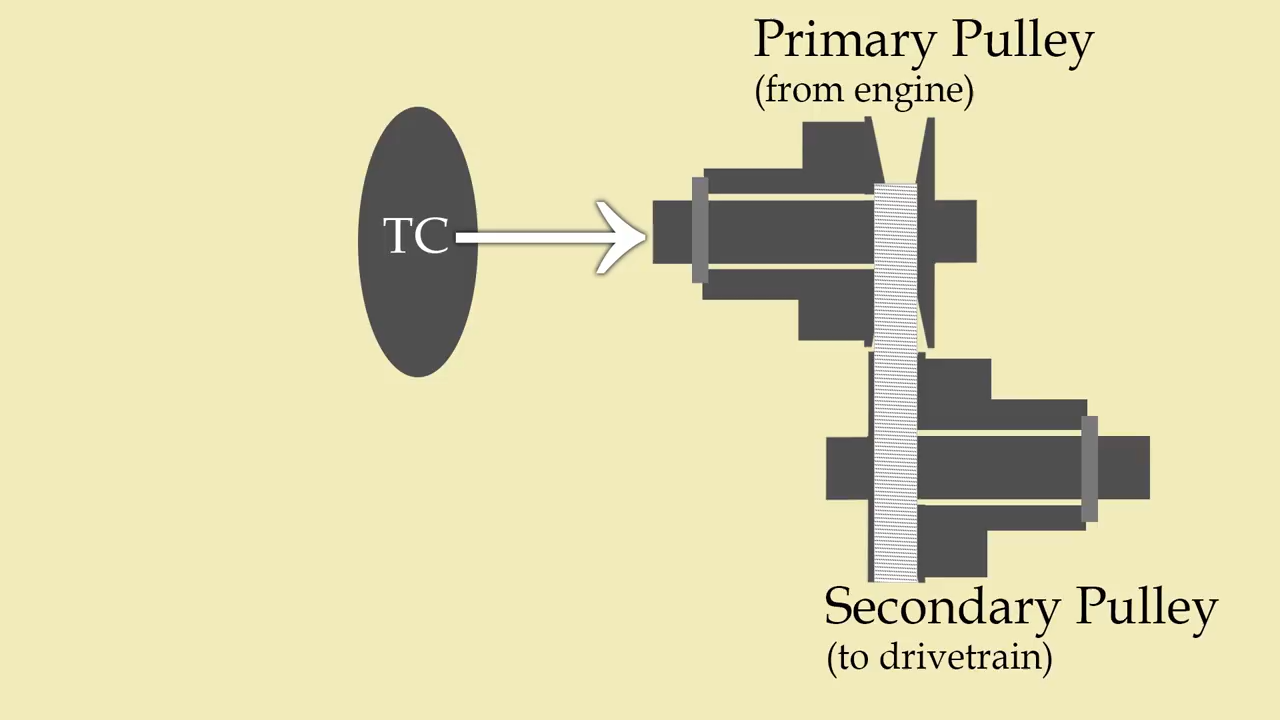 Primary Pulley
(from engine)
TC
Secondary Pulley
(to drivetrain)